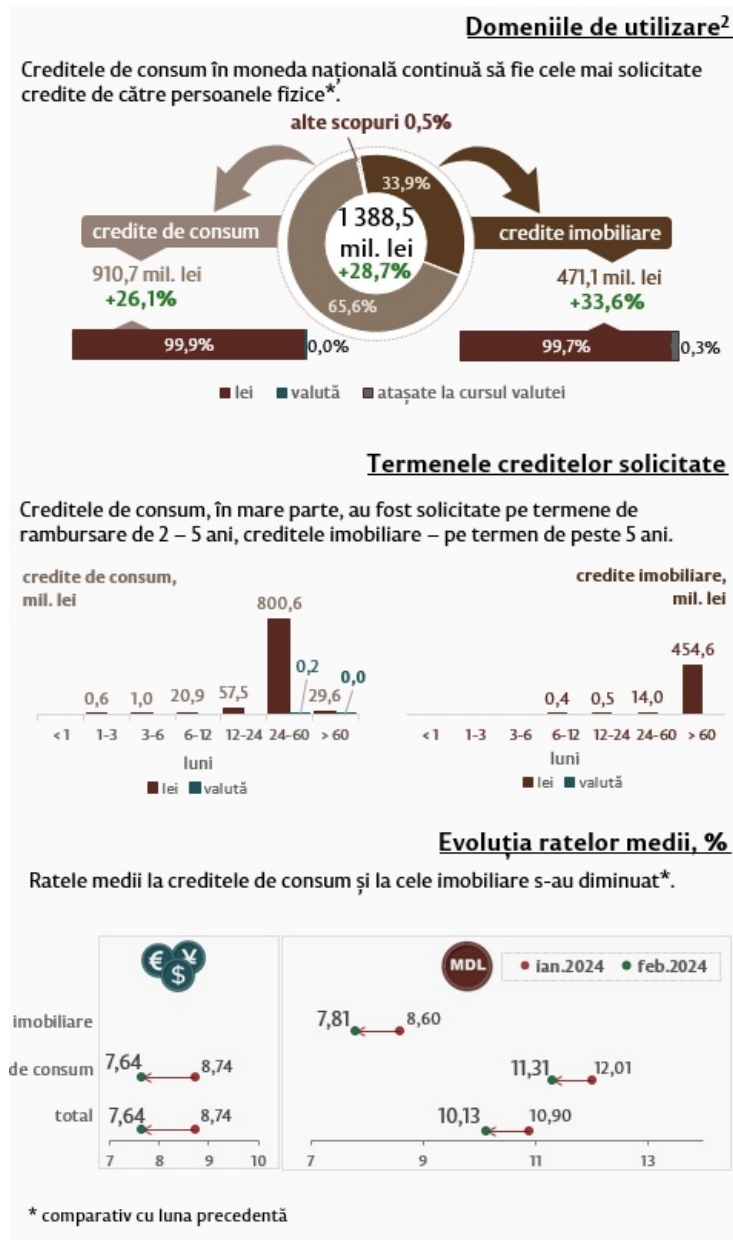 Domeniile de utilizare²
Creditele de consum în moneda națională continuă să fie cele mai solicitate
credite de către persoanele fizice*.
alte scopuri 0,5%
33,9%
1 388,5
mil. lei
+28,7%
65,6%
credite de consum
910,7 mil. lei
+26,1%
99,9%
0,0%
credite imobiliare
471,1 mil. lei
+33,6%
99,7%
0,3%
lei valută atașate la cursul valutei
Termenele creditelor solicitate
Creditele de consum, în mare parte, au fost solicitate pe termene de
rambursare de 2 – 5 ani, creditele imobiliare – pe termen de peste 5 ani.
credite de consum,
mil. lei
0,6 1,0 20,9 57,5 800,6 0,2 29,6 0,0
<1 1-3 3-6 6-12 12-24 24-60 >60
luni
lei valută
credite imobiliare,
mil. lei
0,4 0,5 14,0 454,6
<1 1-3 3-6 6-12 12-24 24-60 >60
luni
lei valută
Evoluția ratelor medii, %
Ratele medii la creditele de consum și la cele imobiliare s-au diminuat*.
€ ¥ $
MDL
ian.2024 feb.2024
imobiliare
7,81 8,60
de consum
7,64 8,74
11,31 12,01
total
7,64 8,74
10,13 10,90
7 8 9 10
7 9 11 13
* comparativ cu luna precedentă